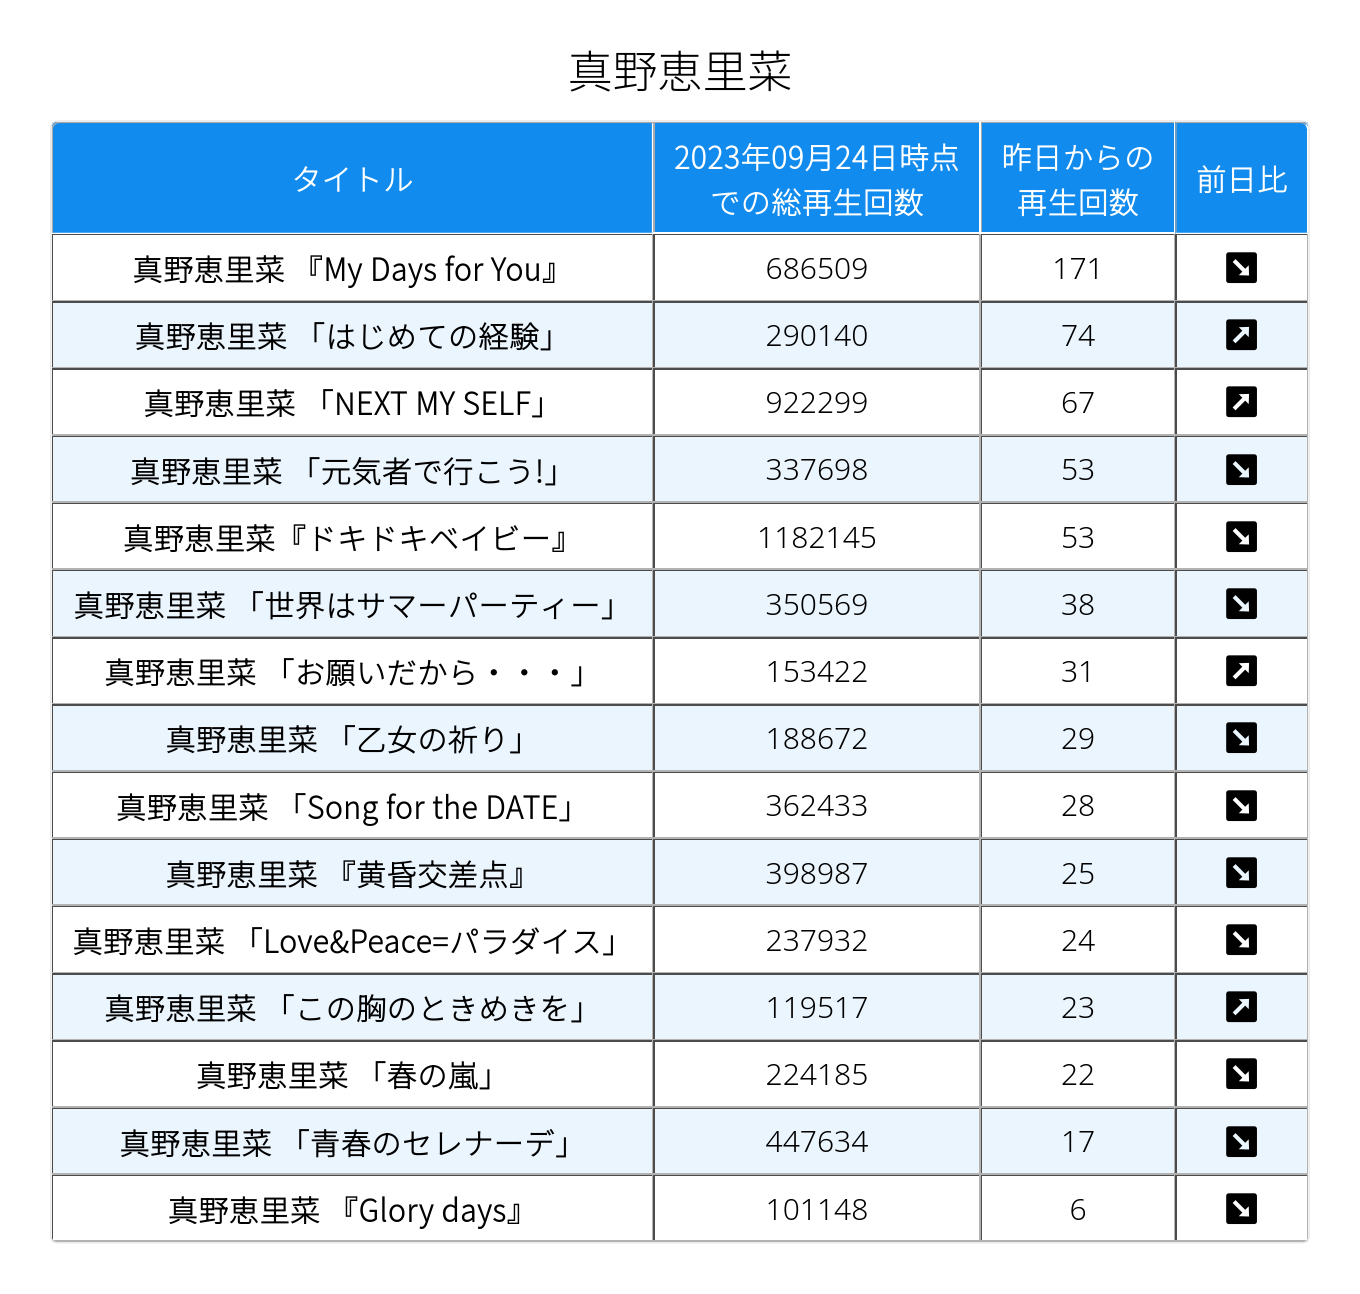 真野恵里菜
タイトル
2023年09月24日時点
での総再生回数
昨日からの
再生回数
前日比
真野恵里菜 『My Days for You』 686509 171 ↘
真野恵里菜 「はじめての経験」 290140 74 ↗
真野恵里菜 「NEXT MY SELF」 922299 67 ↗
真野恵里菜 「元気者で行こう!」 337698 53 ↘
真野恵里菜『ドキドキベイビー』 1182145 53 ↘
真野恵里菜 「世界はサマーパーティー」 350569 38 ↘
真野恵里菜 「お願いだから・・・」 153422 31 ↗
真野恵里菜 「乙女の祈り」 188672 29 ↘
真野恵里菜 「Song for the DATE」 362433 28 ↘
真野恵里菜 『黄昏交差点』 398987 25 ↘
真野恵里菜 「Love&Peace=パラダイス」 237932 24 ↘
真野恵里菜 「この胸のときめきを」 119517 23 ↗
真野恵里菜 「春の嵐」 224185 22 ↘
真野恵里菜 「青春のセレナーデ」 447634 17 ↘
真野恵里菜 『Glory days』 101148 6 ↘